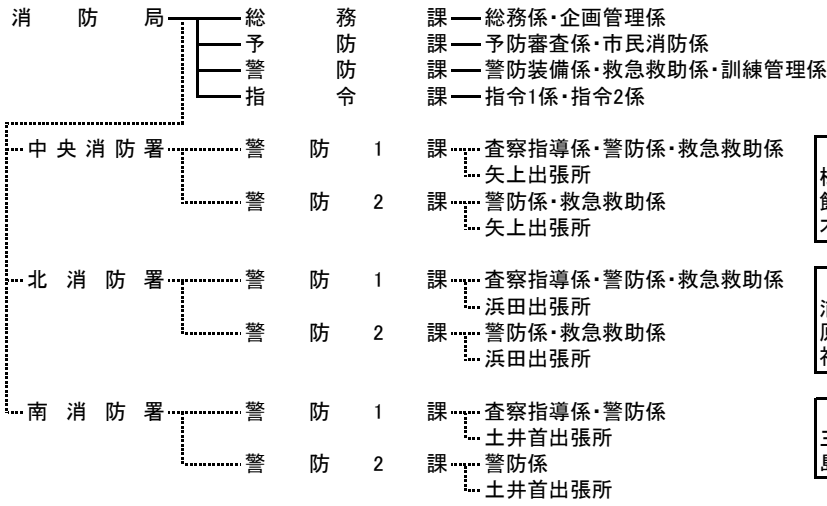 消防局 総務課 総務係・企画管理係
予防課 予防審査係・市民消防係
警防課 警防装備係・救急救助係・訓練管理係
指令課 指令1係・指令2係
中央消防署 警防1課 査察指導係・警防係・救急救助係
矢上出張所
警防2課 警防係・救急救助係
矢上出張所
北消防署 警防1課 査察指導係・警防係・救急救助係
浜田出張所
警防2課 警防係・救急救助係
浜田出張所
南消防署 警防1課 査察指導係・警防係
土井首出張所
警防2課 警防係
土井首出張所